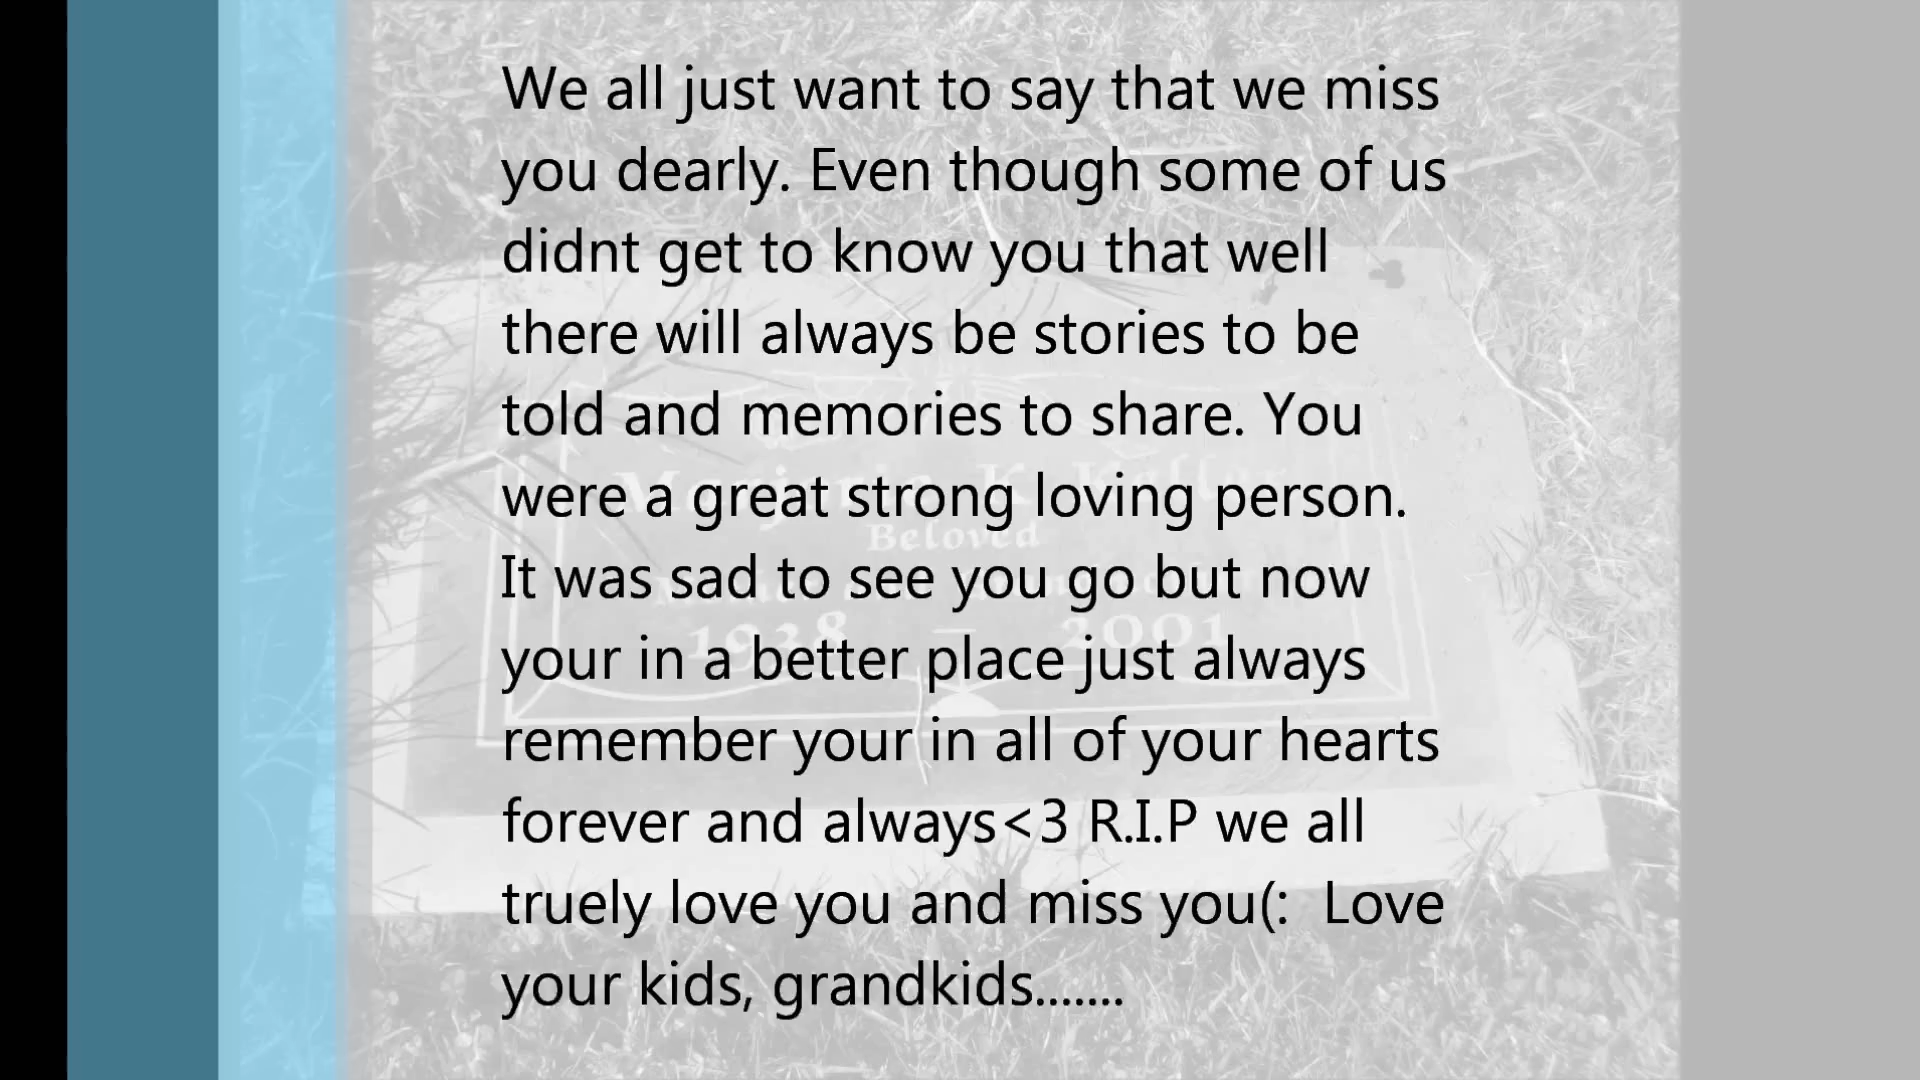 We all just want to say that we miss
you dearly. Even though some of us
didnt get to know you that well
there will always be stories to be
told and memories to share. You
were a great strong loving person.
It was sad to see you go but now
your in a better place just always
remember your in all of your hearts
forever and always<3 R.I.P we all
truely love you and miss you(:  Love
your kids, grandkids.......
Beloved
1938 – 2001